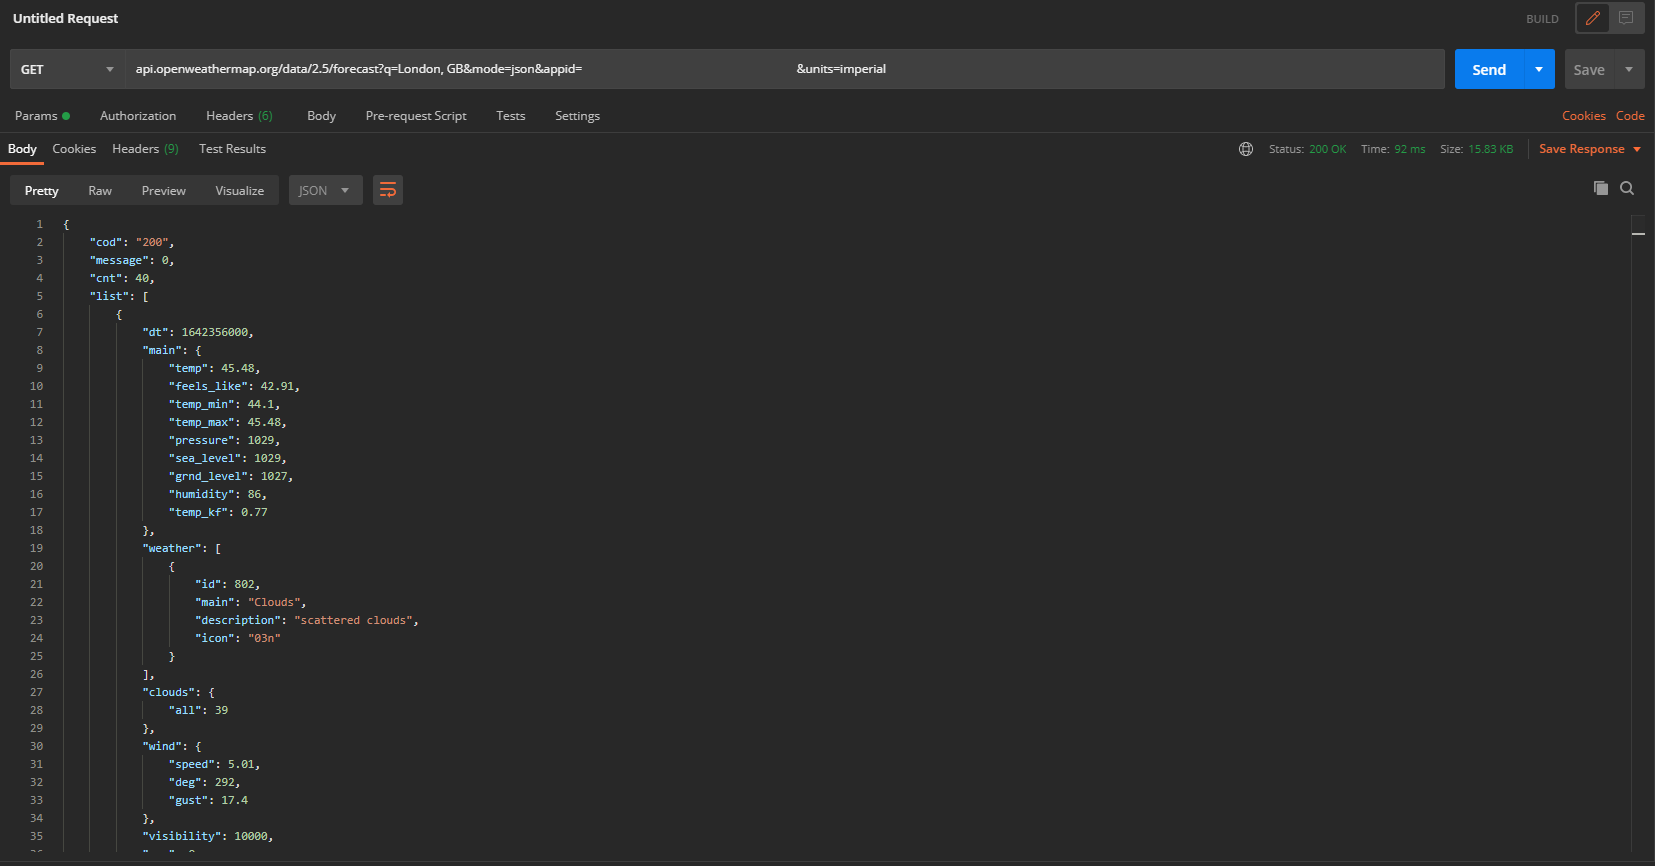 Untitled Request
BUILD
GET api.openweathermap.org/data/2.5/forecast?q=London, GB&mode=json&appid= &units=imperial Send Save
Params Authorization Headers (6) Body Pre-request Script Tests Settings Cookies Code
Body Cookies Headers (9) Test Results Status: 200 OK Time: 92 ms Size: 15.83 KB Save Response
Pretty Raw Preview Visualize JSON
1 {
2 "cod": "200",
3 "message": 0,
4 "cnt": 40,
5 "list": [
6 {
7 "dt": 1642356000,
8 "main": {
9 "temp": 45.48,
10 "feels_like": 42.91,
11 "temp_min": 44.1,
12 "temp_max": 45.48,
13 "pressure": 1029,
14 "sea_level": 1029,
15 "grnd_level": 1027,
16 "humidity": 86,
17 "temp_kf": 0.77
18 },
19 "weather": [
20 {
21 "id": 802,
22 "main": "Clouds",
23 "description": "scattered clouds",
24 "icon": "03n"
25 }
26 ],
27 "clouds": {
28 "all": 39
29 },
30 "wind": {
31 "speed": 5.01,
32 "deg": 292,
33 "gust": 17.4
34 },
35 "visibility": 10000,